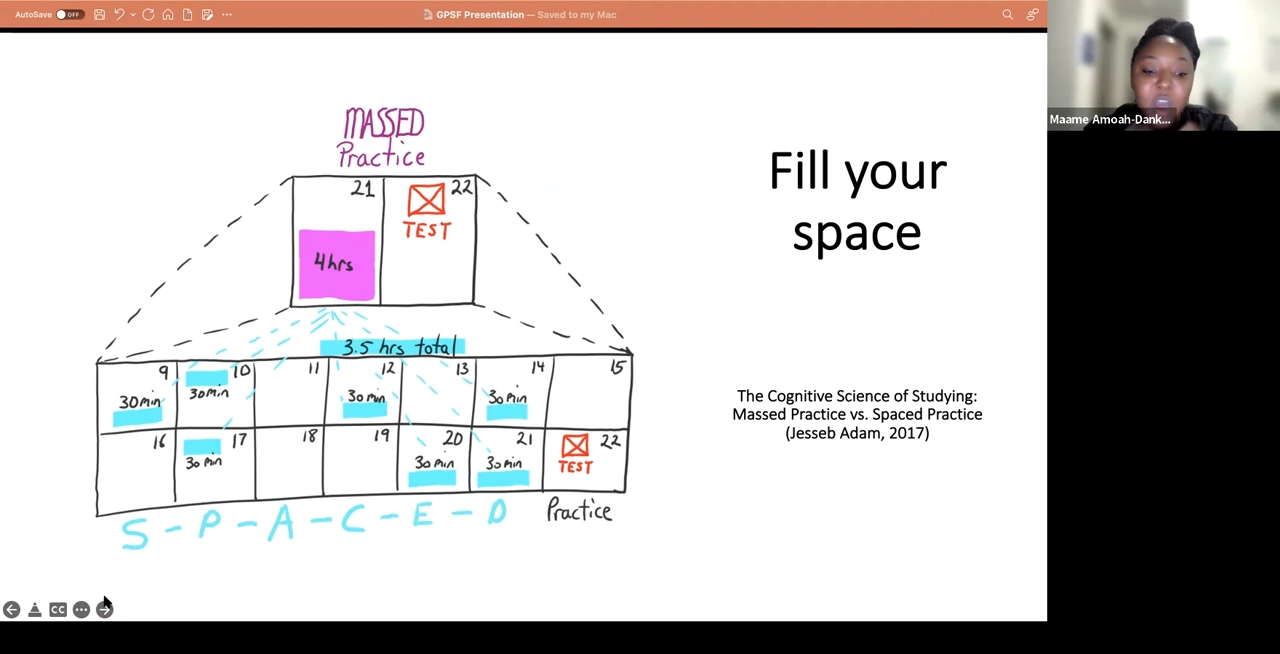 AutoSave OFF
GPSF Presentation — Saved to my Mac
Maame Amoah-Dank...
MASSED
Practice
21
22
TEST
4hrs
3.5 hrs total
9
10
11
12
13
14
15
30min
30min
30min
30min
16
17
18
19
20
21
22
30min
30min
30min
TEST
S - P - A - C - E - D
Practice
Fill your
space
The Cognitive Science of Studying:
Massed Practice vs. Spaced Practice
(Jesseb Adam, 2017)
CC